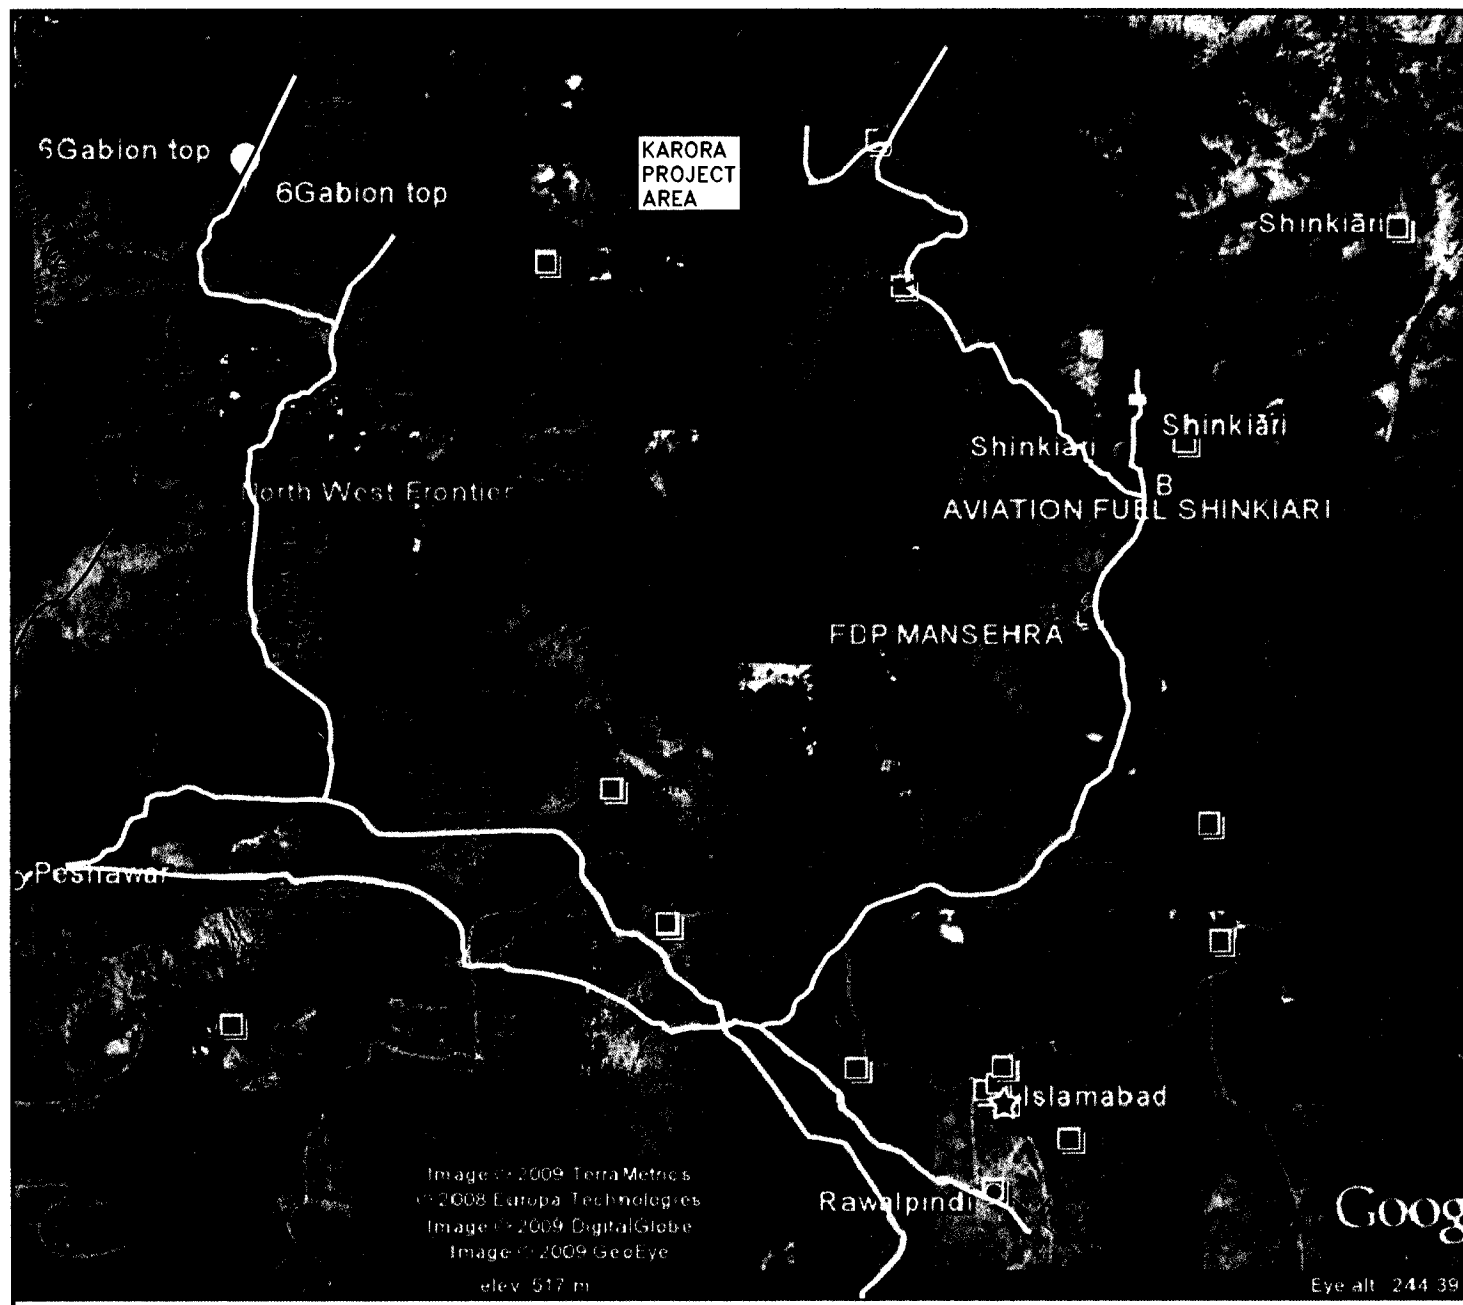 6Gabion top
KARORA
PROJECT
AREA
6Gabion top
Shinkiāri
Shinkiāri
Shinkiari
North West Frontier
B
AVIATION FUEL SHINKIARI
FDP MANSEHRA
Peshawar
Islamabad
Image © 2009 TerraMetrics
© 2008 Europa Technologies
Image © 2009 DigitalGlobe
Image © 2009 GeoEye
Rawalpindi
Goog
elev 517 m
Eye alt 244 39